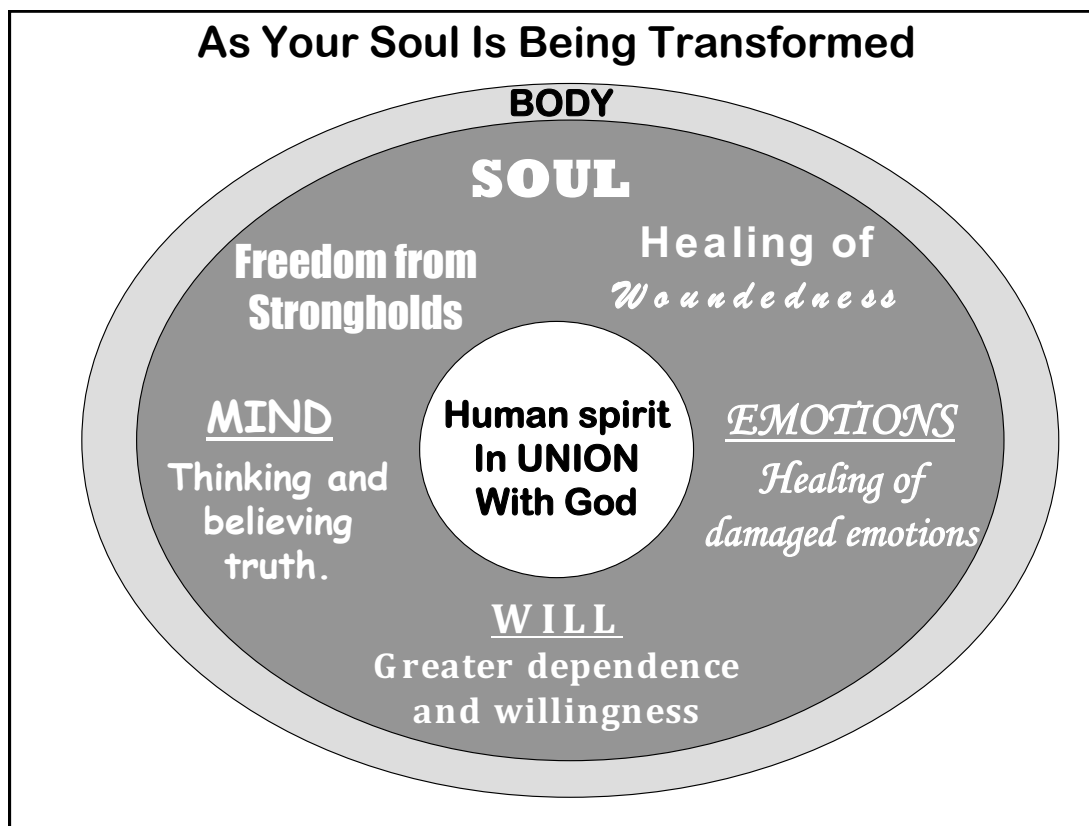 As Your Soul Is Being Transformed
BODY
SOUL
Freedom from
Strongholds
Healing of
Woundedness
MIND
Thinking and
believing
truth.
Human spirit
In UNION
With God
EMOTIONS
Healing of
damaged emotions
WILL
Greater dependence
and willingness